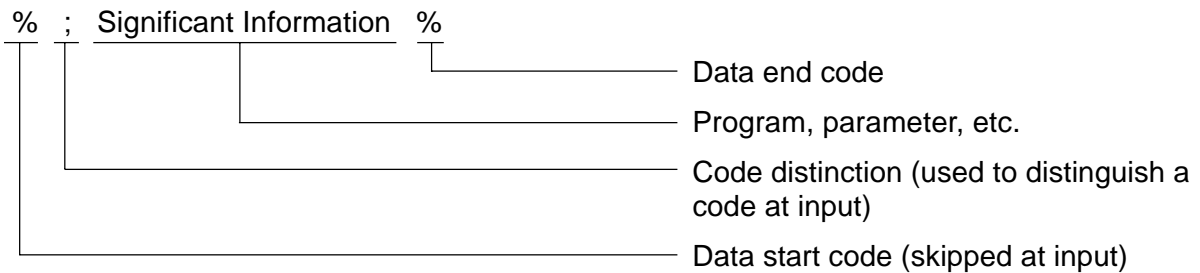 % ; Significant Information %
Data end code
Program, parameter, etc.
Code distinction (used to distinguish a
code at input)
Data start code (skipped at input)